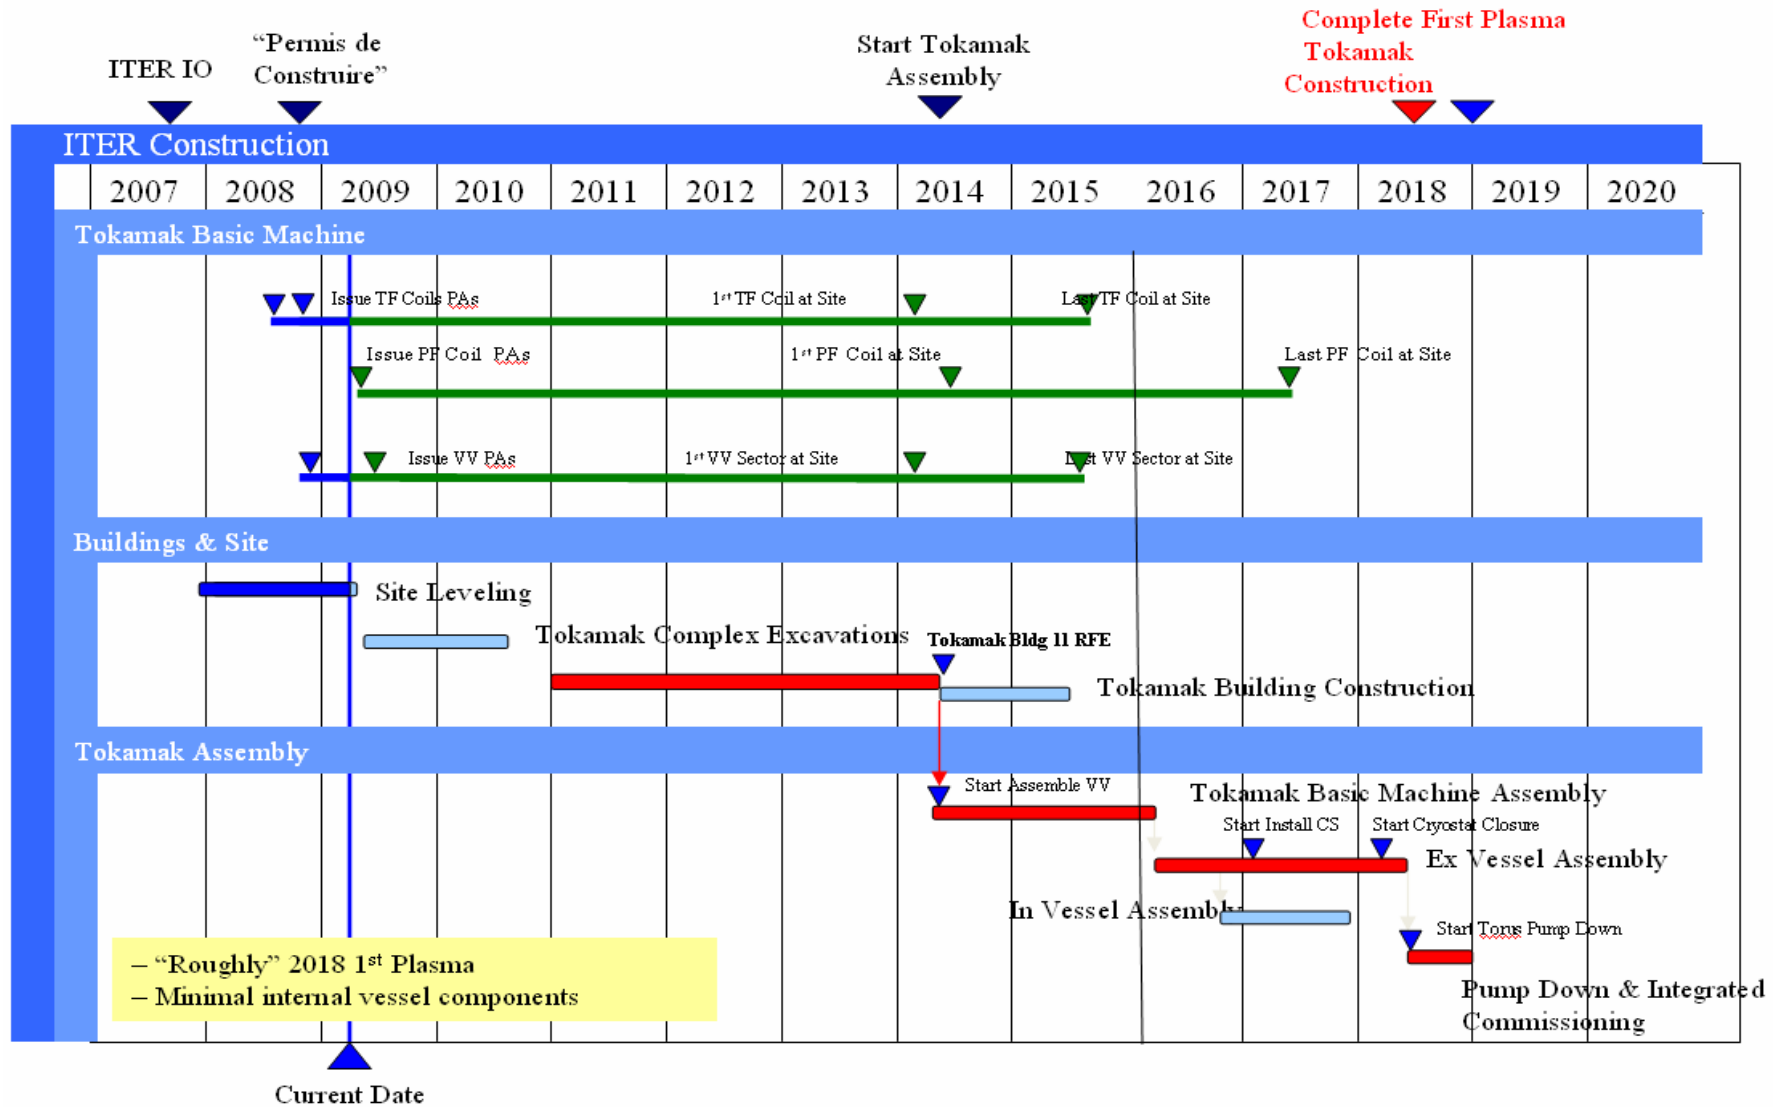 Complete First Plasma
Tokamak
Construction
"Permis de
Construire"
Start Tokamak
Assembly
ITER IO
ITER Construction
2007 2008 2009 2010 2011 2012 2013 2014 2015 2016 2017 2018 2019 2020
Tokamak Basic Machine
Issue TF Coils PAs 1st TF Coil at Site Last TF Coil at Site
Issue PF Coil PAs 1st PF Coil at Site Last PF Coil at Site
Issue VV PAs 1st VV Sector at Site Last VV Sector at Site
Buildings & Site
Site Leveling
Tokamak Complex Excavations Tokamak Bldg 11 RFE
Tokamak Building Construction
Tokamak Assembly
Start Assemble VV Tokamak Basic Machine Assembly
Start Install CS Start Cryostat Closure
Ex Vessel Assembly
In Vessel Assembly
Start Torus Pump Down
– "Roughly" 2018 1st Plasma
– Minimal internal vessel components
Pump Down & Integrated
Commissioning
Current Date